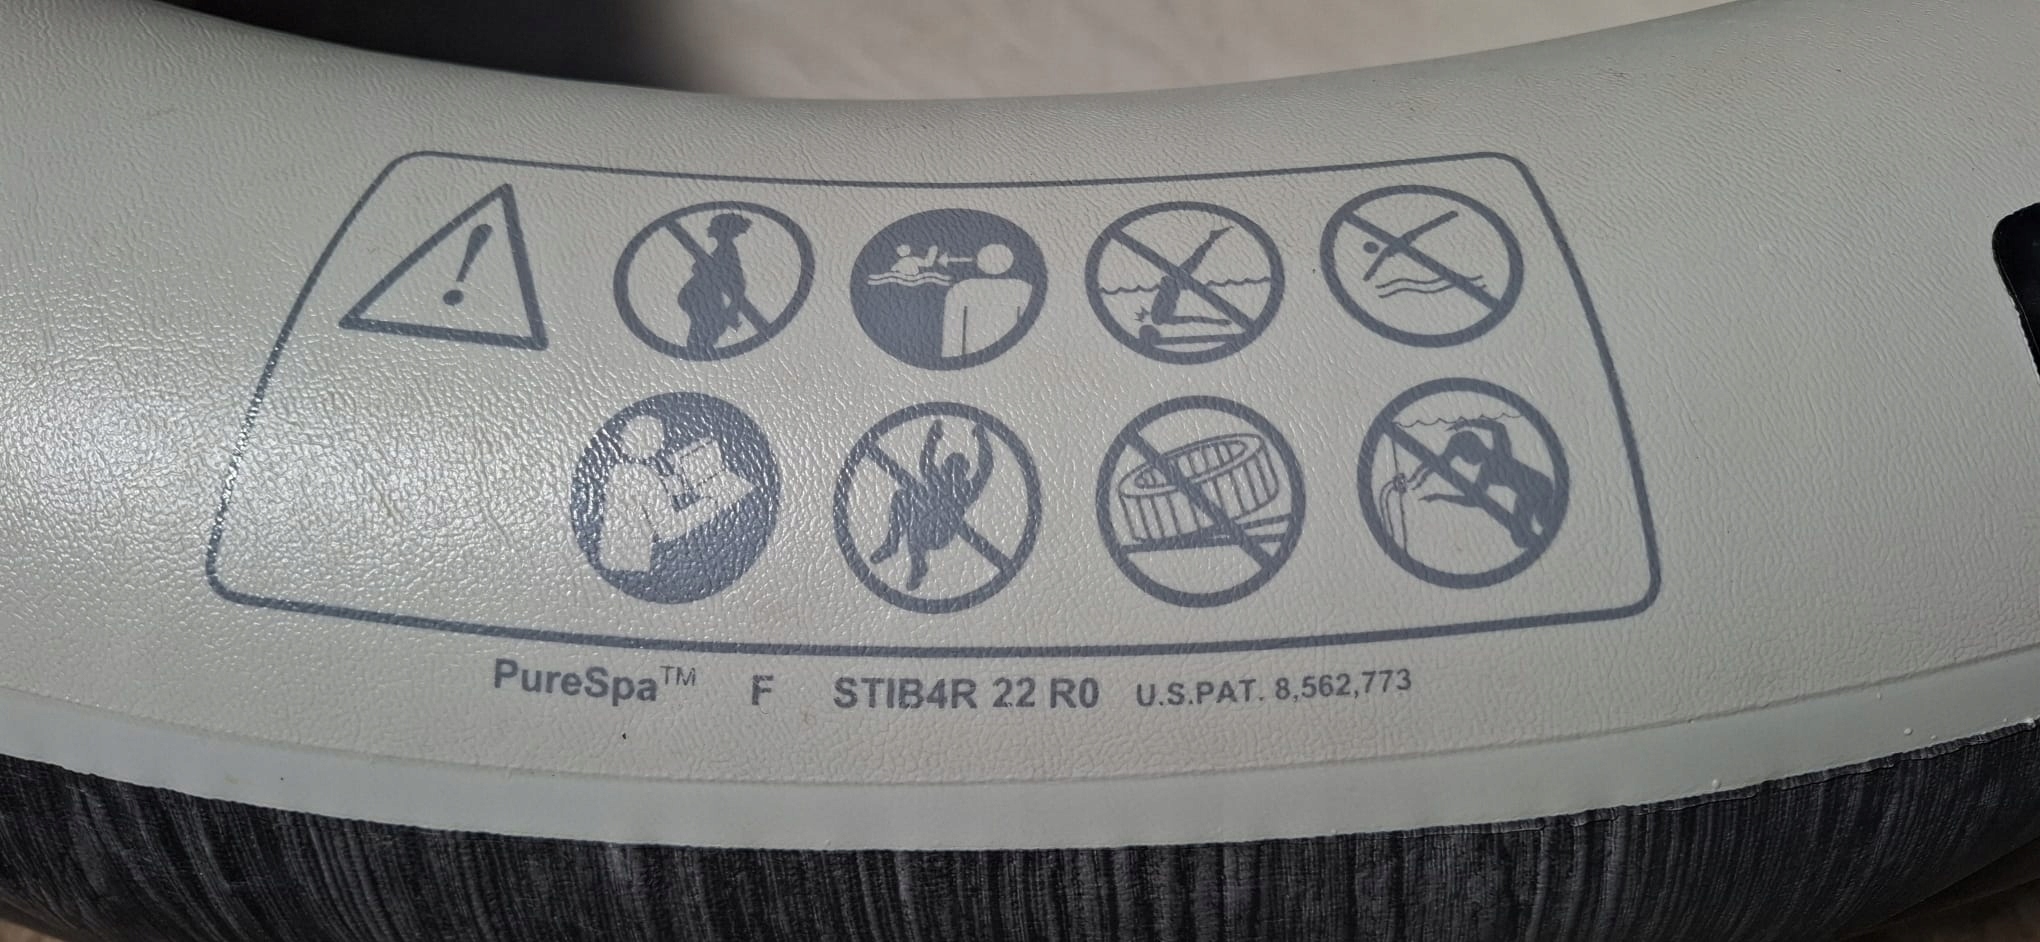 PureSpa™ F STIB4R 22 R0 U.S.PAT. 8,562,773